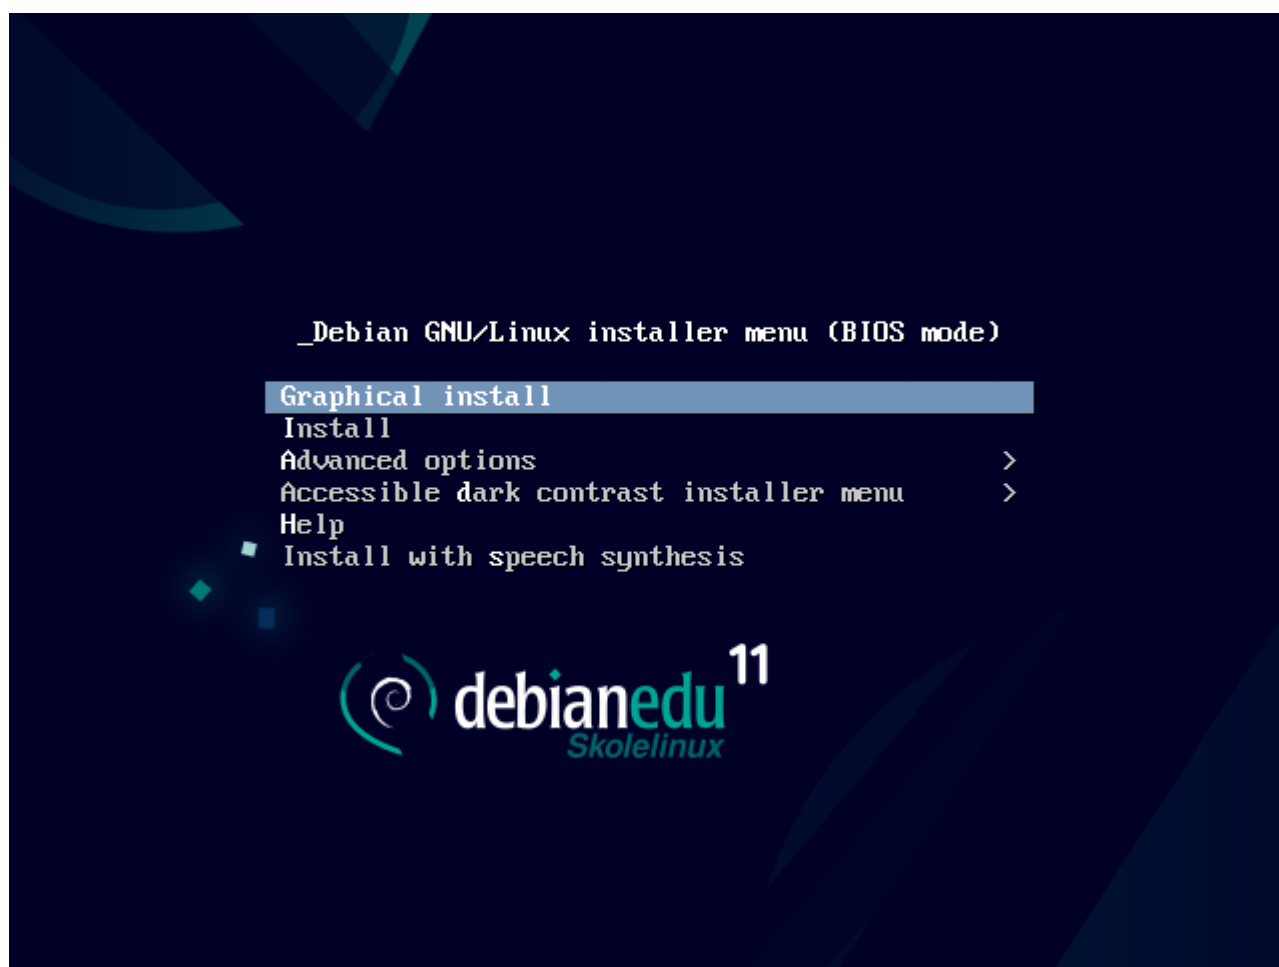 _Debian GNU/Linux installer menu (BIOS mode)
Graphical install
Install
Advanced options >
Accessible dark contrast installer menu >
Help
Install with speech synthesis
debianedu 11
Skolelinux